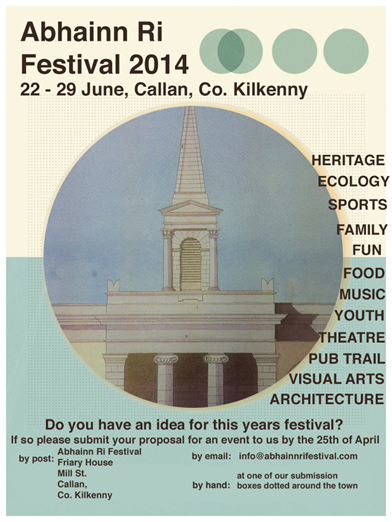 Abhainn Ri
Festival 2014
22 - 29 June, Callan, Co. Kilkenny
HERITAGE
ECOLOGY
SPORTS
FAMILY
FUN
FOOD
MUSIC
YOUTH
THEATRE
PUB TRAIL
VISUAL ARTS
ARCHITECTURE
Do you have an idea for this years festival?
If so please submit your proposal for an event to us by the 25th of April
by post: Abhainn Ri Festival
Friary House
Mill St.
Callan,
Co. Kilkenny
by email: info@abhainnrifestival.com
by hand: at one of our submission
boxes dotted around the town